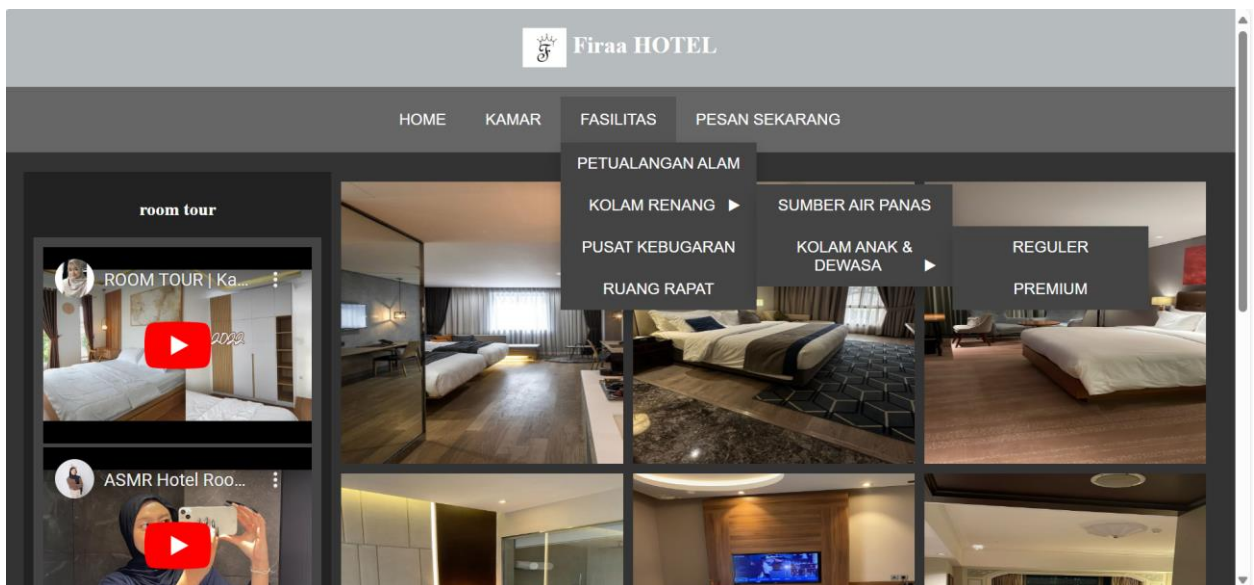 Firaa HOTEL
HOME KAMAR FASILITAS PESAN SEKARANG
PETUALANGAN ALAM
KOLAM RENANG ▶
PUSAT KEBUGARAN
RUANG RAPAT
SUMBER AIR PANAS
KOLAM ANAK &
DEWASA ▶
REGULER
PREMIUM
room tour
ROOM TOUR | Ka...
2022
ASMR Hotel Roo...